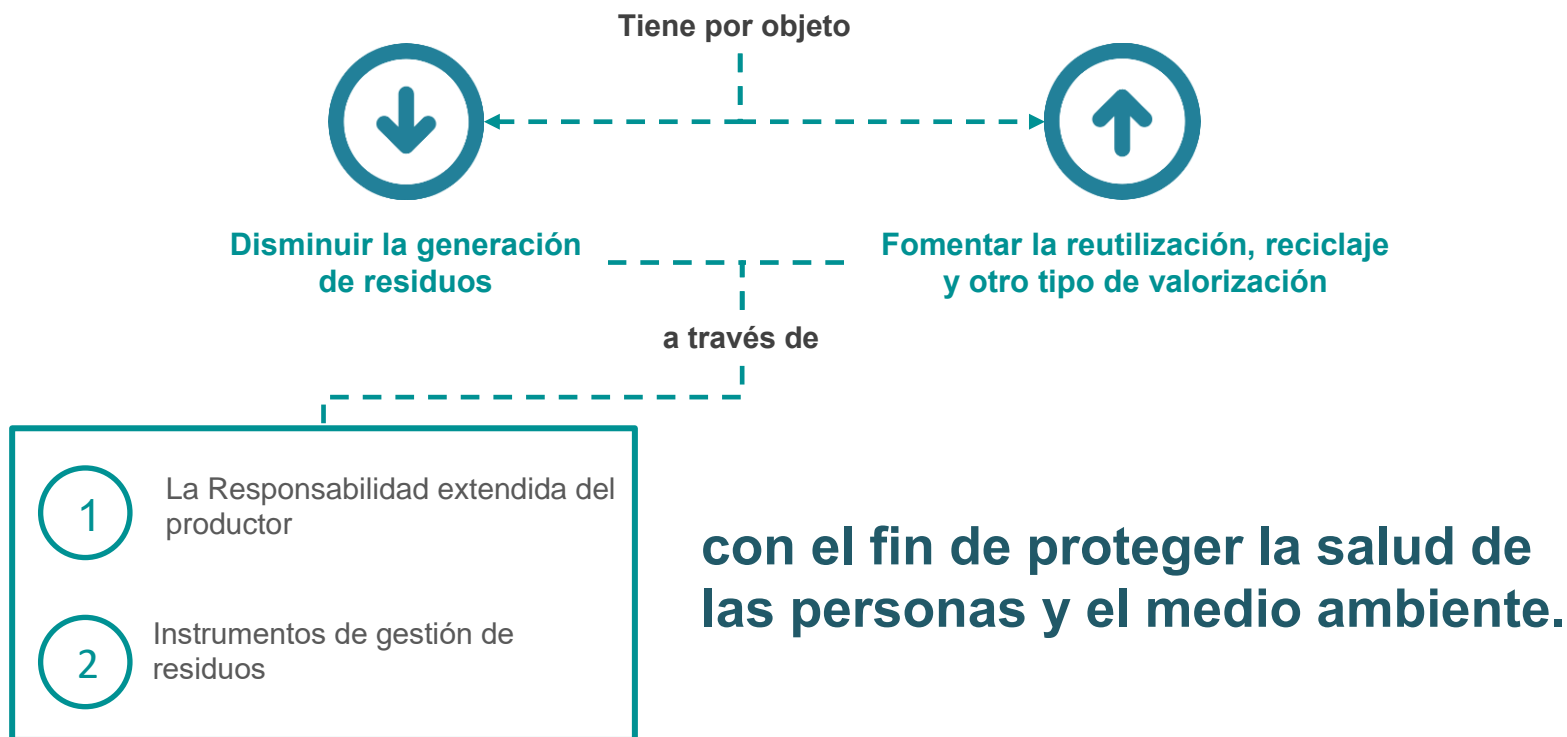 Tiene por objeto
Disminuir la generación
de residuos
Fomentar la reutilización, reciclaje
y otro tipo de valorización
a través de
1
La Responsabilidad extendida del
productor
2
Instrumentos de gestión de
residuos
con el fin de proteger la salud de
las personas y el medio ambiente.